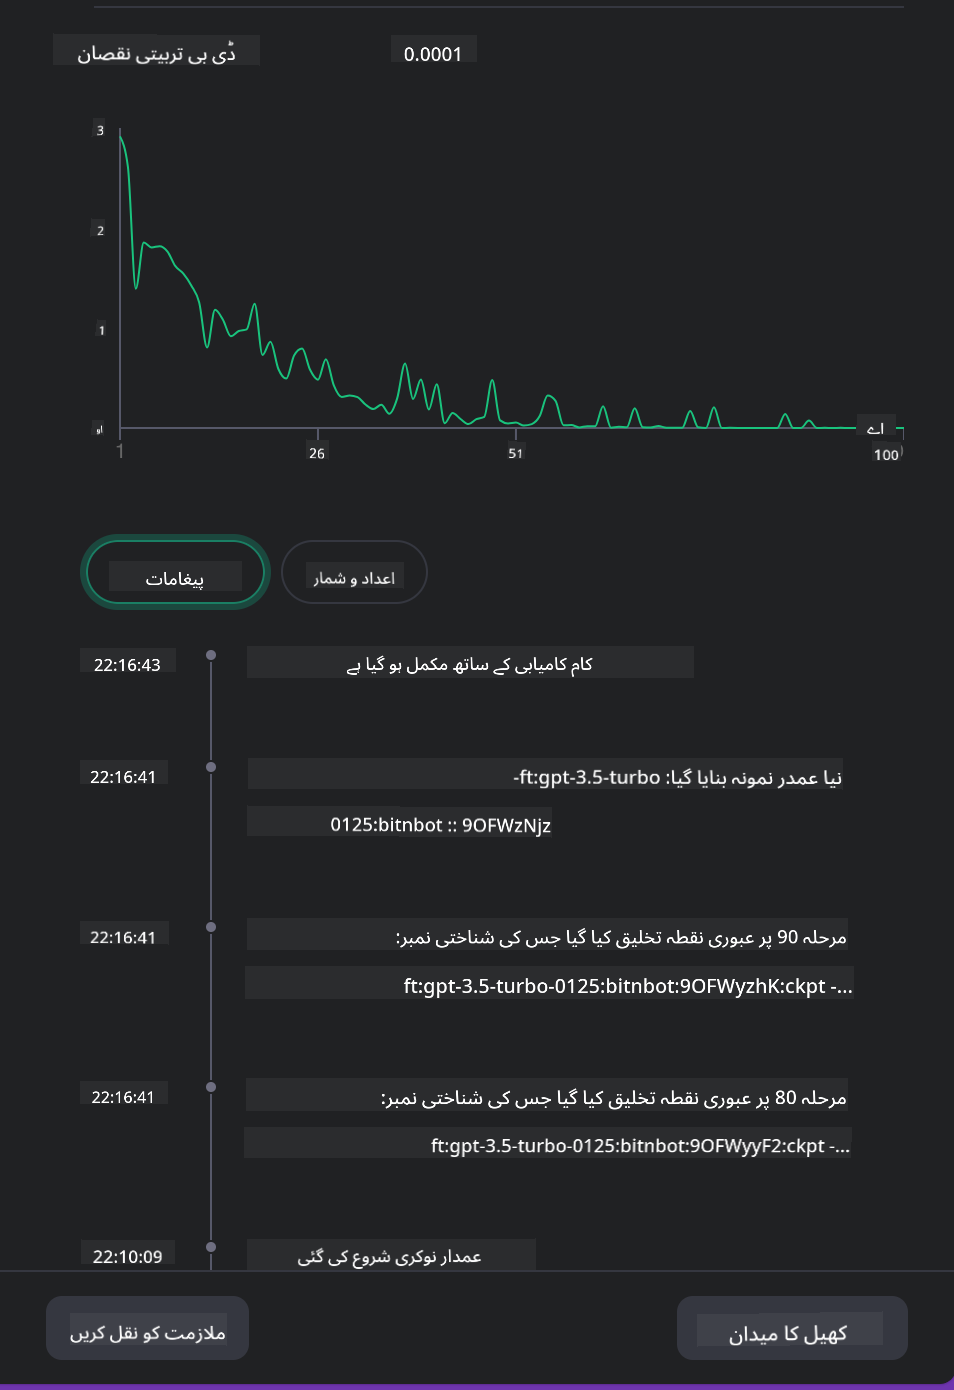 ڈی بی تربیتی نقصان
0.0001
3
2
1
او
اے
1
26
51
100
پیغامات
اعداد و شمار
22:16:43
کام کامیابی کے ساتھ مکمل ہو گیا ہے
22:16:41
نیا عمدر نمونہ بنایا گیا: ft:gpt-3.5-turbo-
0125:bitnbot :: 9OFWzNjz
22:16:41
مرحلہ 90 پر عبوری نقطہ تخلیق کیا گیا جس کی شناختی نمبر:
ft:gpt-3.5-turbo-0125:bitnbot:9OFWyzhK:ckpt -...
22:16:41
مرحلہ 80 پر عبوری نقطہ تخلیق کیا گیا جس کی شناختی نمبر:
ft:gpt-3.5-turbo-0125:bitnbot:9OFWyyF2:ckpt -...
22:10:09
عمدار نوکری شروع کی گئی
ملازمت کو نقل کریں
کھیل کا میدان